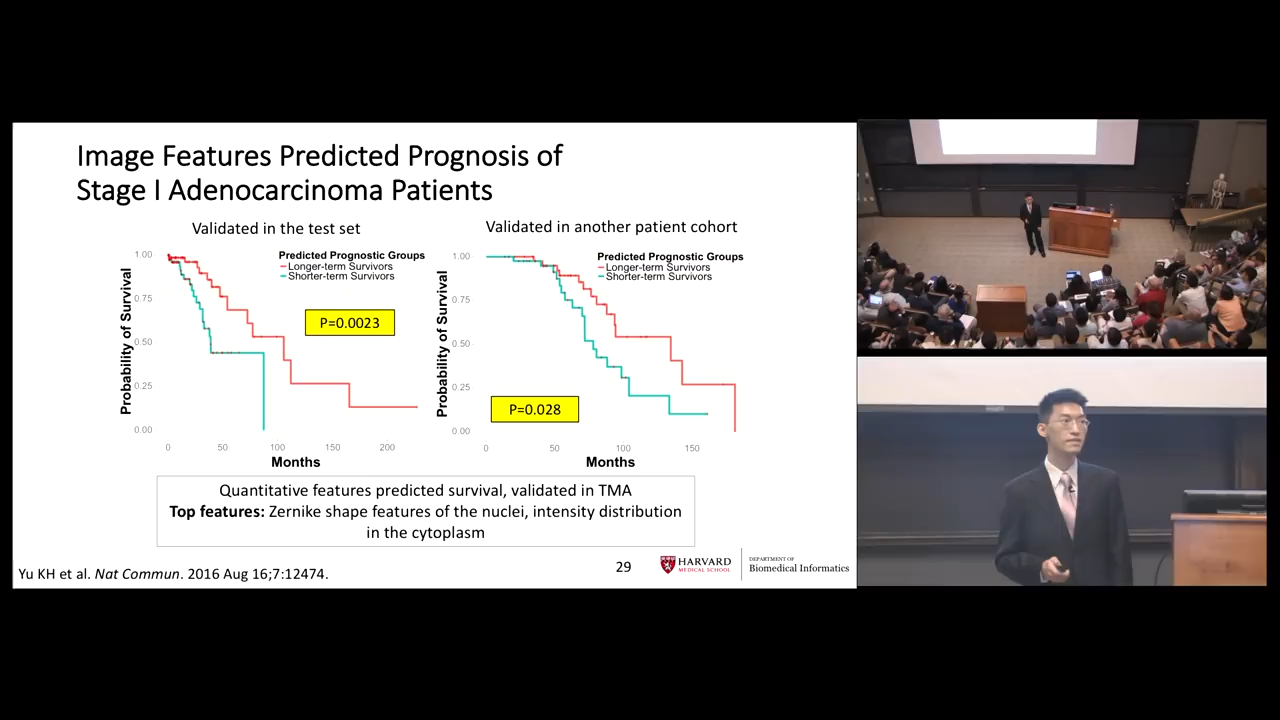 Image Features Predicted Prognosis of
Stage I Adenocarcinoma Patients
Validated in the test set
Probability of Survival
1.00
0.75
0.50
0.25
0.00
Predicted Prognostic Groups
Longer-term Survivors
Shorter-term Survivors
P=0.0023
0 50 100 150 200
Months
Validated in another patient cohort
Probability of Survival
1.00
0.75
0.50
0.25
0.00
Predicted Prognostic Groups
Longer-term Survivors
Shorter-term Survivors
P=0.028
0 50 100 150
Months
Quantitative features predicted survival, validated in TMA
Top features: Zernike shape features of the nuclei, intensity distribution
in the cytoplasm
Yu KH et al. Nat Commun. 2016 Aug 16;7:12474.
29
HARVARD
MEDICAL SCHOOL
DEPARTMENT OF
Biomedical Informatics